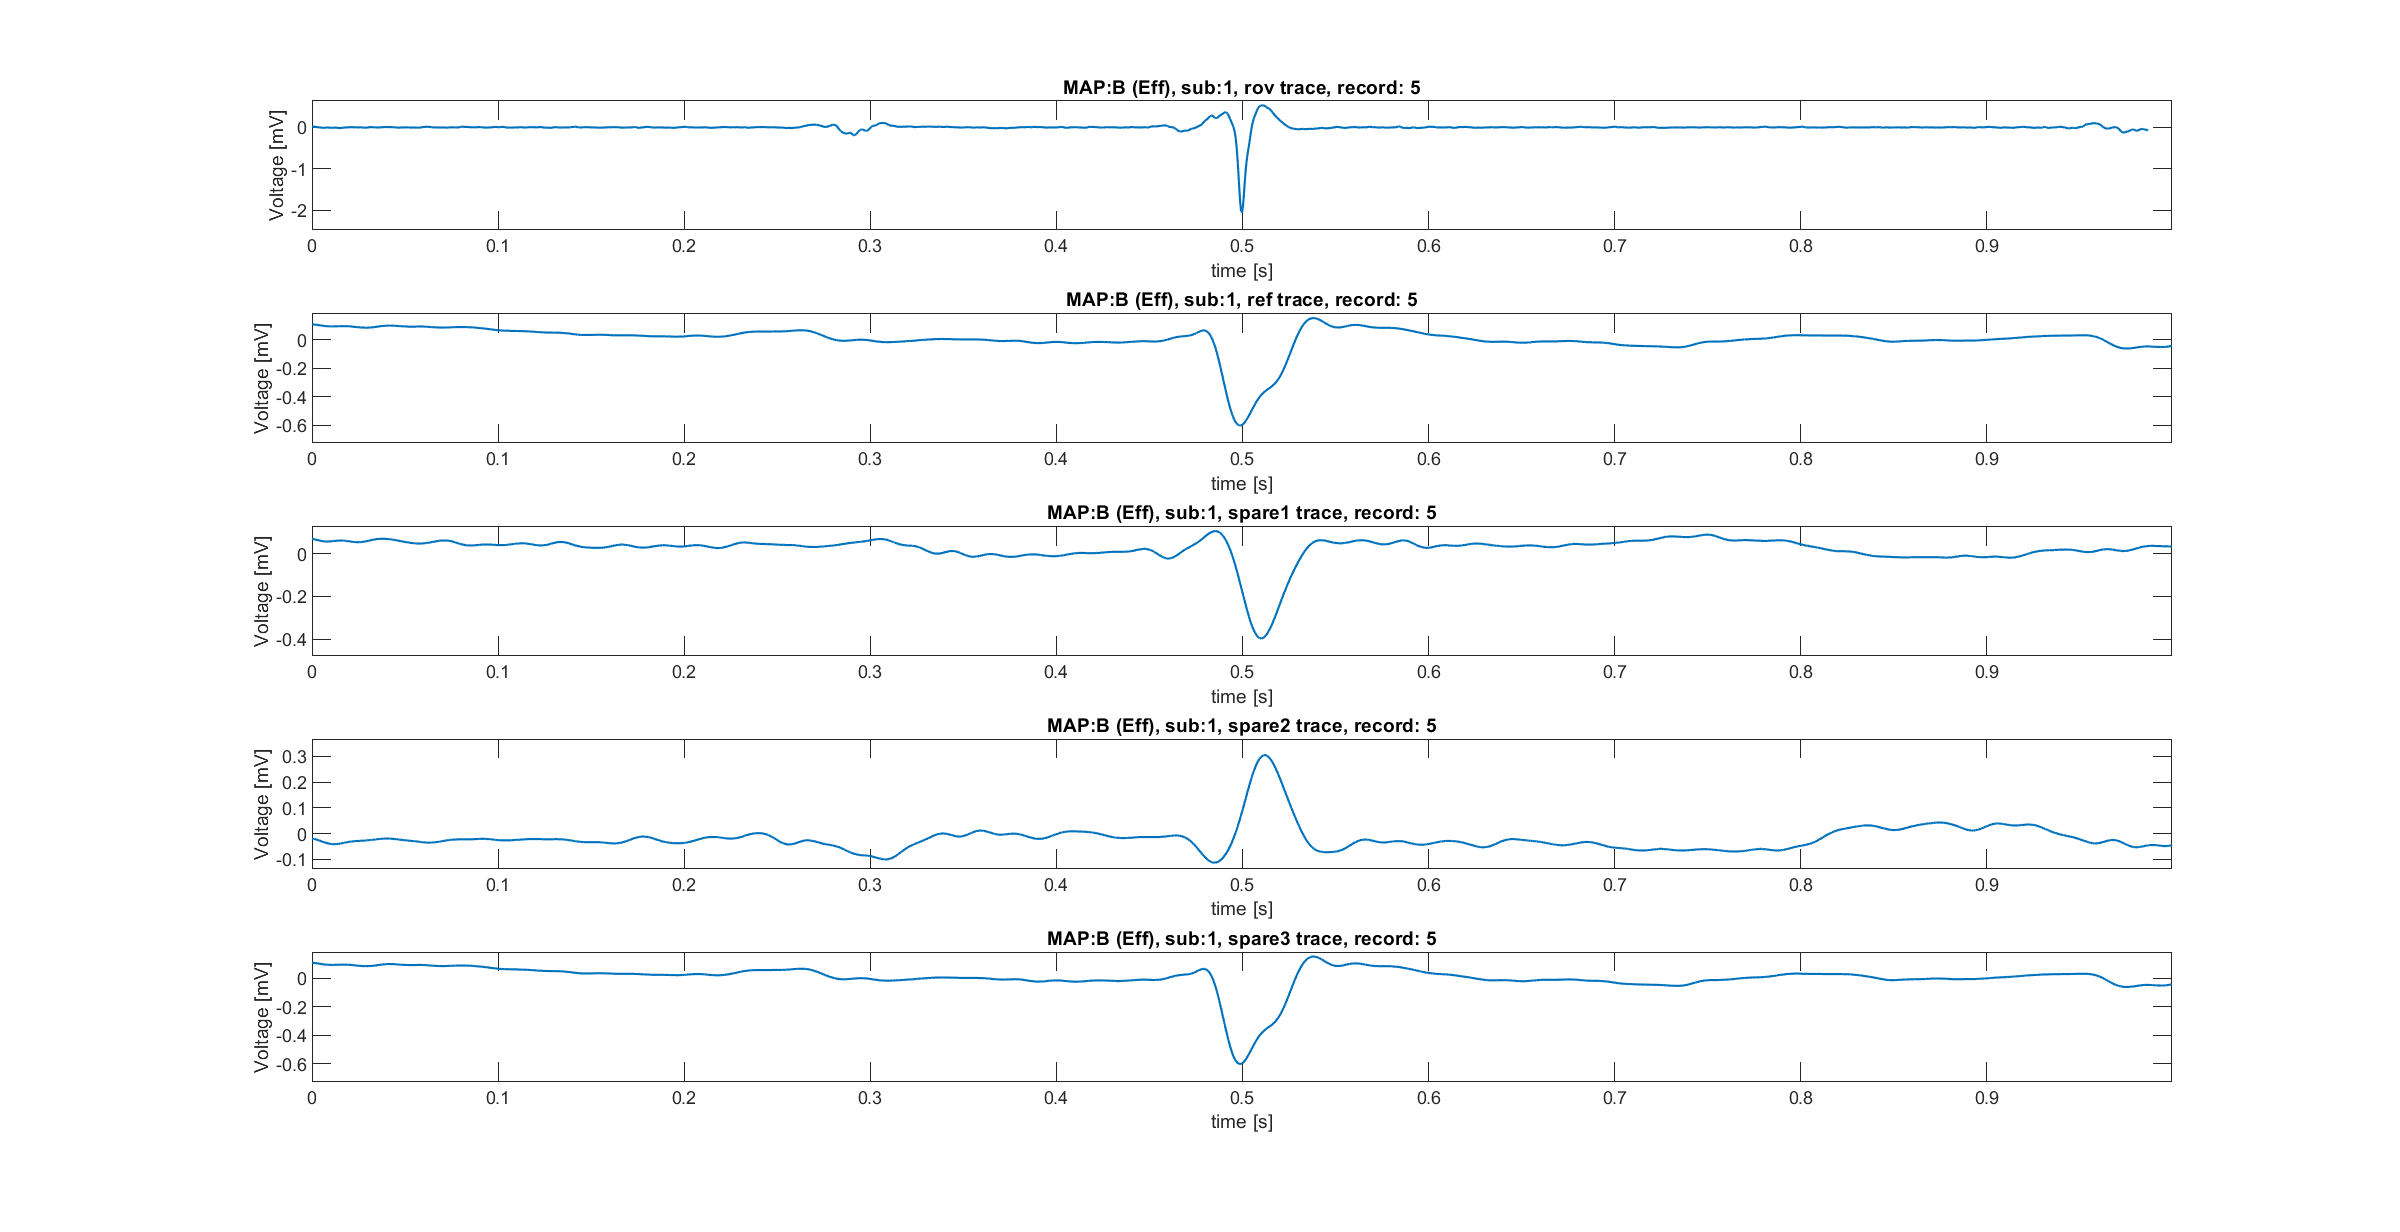 MAP:B (Eff), sub:1, rov trace, record: 5
Voltage [mV]
0
-1
-2
0 0.1 0.2 0.3 0.4 0.5 0.6 0.7 0.8 0.9
time [s]
MAP:B (Eff), sub:1, ref trace, record: 5
Voltage [mV]
0
-0.2
-0.4
-0.6
0 0.1 0.2 0.3 0.4 0.5 0.6 0.7 0.8 0.9
time [s]
MAP:B (Eff), sub:1, spare1 trace, record: 5
Voltage [mV]
0
-0.2
-0.4
0 0.1 0.2 0.3 0.4 0.5 0.6 0.7 0.8 0.9
time [s]
MAP:B (Eff), sub:1, spare2 trace, record: 5
Voltage [mV]
0.3
0.2
0.1
0
-0.1
0 0.1 0.2 0.3 0.4 0.5 0.6 0.7 0.8 0.9
time [s]
MAP:B (Eff), sub:1, spare3 trace, record: 5
Voltage [mV]
0
-0.2
-0.4
-0.6
0 0.1 0.2 0.3 0.4 0.5 0.6 0.7 0.8 0.9
time [s]